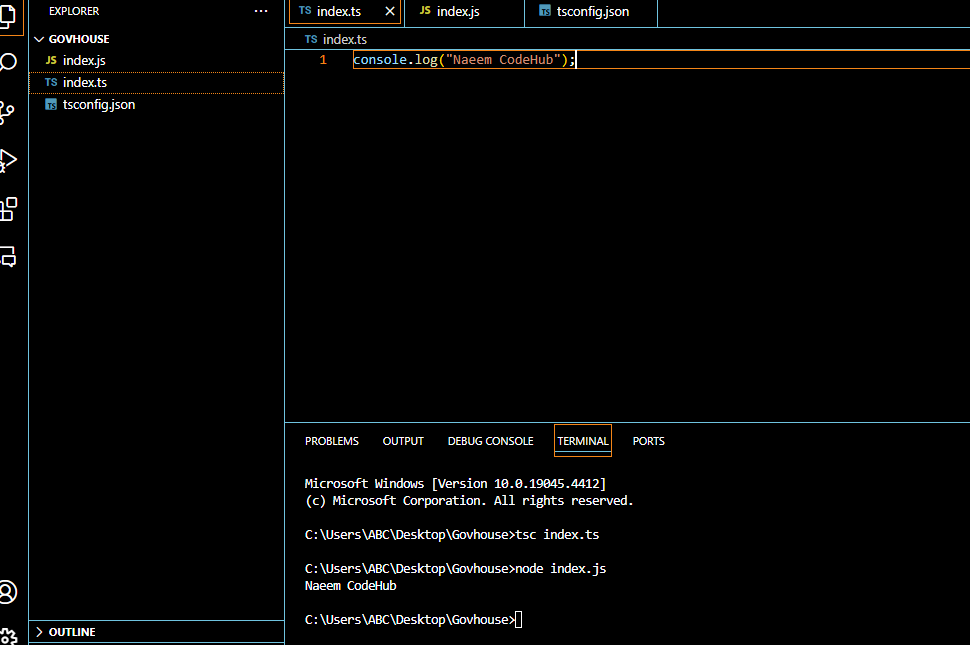 EXPLORER ...
GOVHOUSE
JS index.js
TS index.ts
TS tsconfig.json
OUTLINE
TS index.ts
JS index.js
TS tsconfig.json
TS index.ts
1 console.log("Naeem CodeHub");
PROBLEMS OUTPUT DEBUG CONSOLE TERMINAL PORTS
Microsoft Windows [Version 10.0.19045.4412]
(c) Microsoft Corporation. All rights reserved.
C:\Users\ABC\Desktop\Govhouse>tsc index.ts
C:\Users\ABC\Desktop\Govhouse>node index.js
Naeem CodeHub
C:\Users\ABC\Desktop\Govhouse>